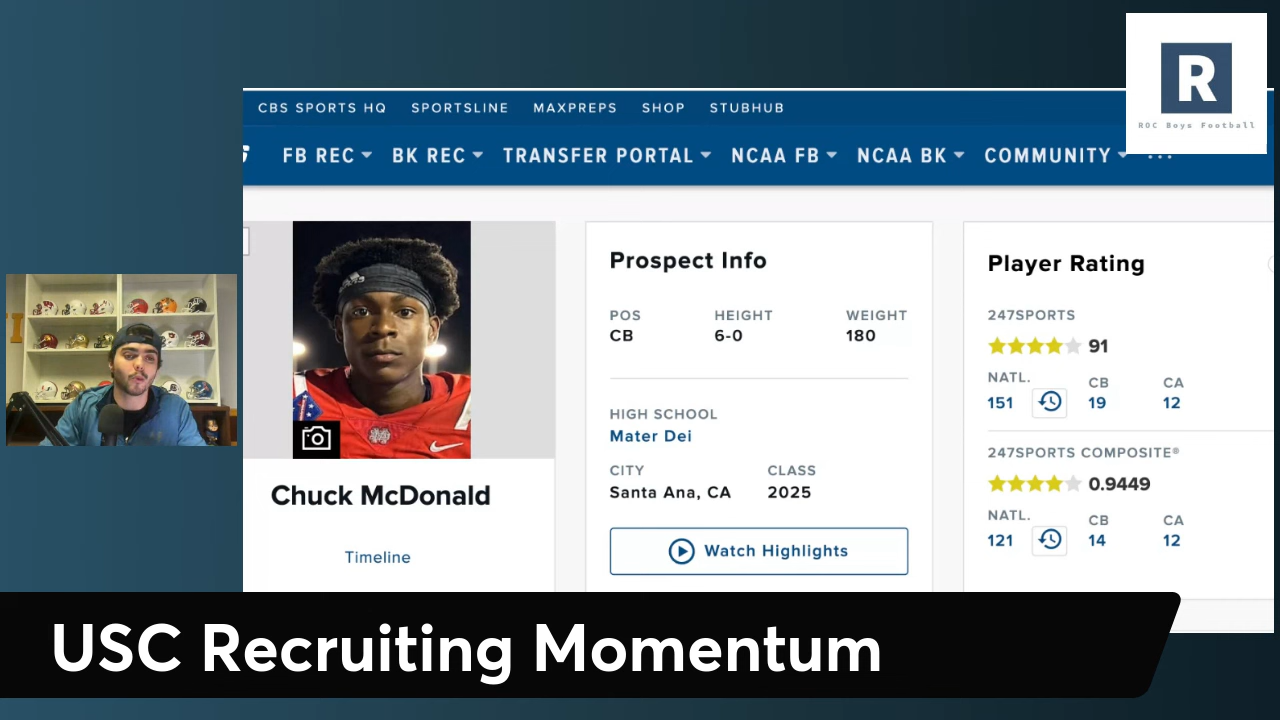 R
ROC Boys Football
CBS SPORTS HQ SPORTSLINE MAXPREPS SHOP STUBHUB
FB REC BK REC TRANSFER PORTAL NCAA FB NCAA BK COMMUNITY ...
Prospect Info
POS HEIGHT WEIGHT
CB 6-0 180
HIGH SCHOOL
Mater Dei
CITY CLASS
Santa Ana, CA 2025
Watch Highlights
Player Rating
247SPORTS
91
NATL. CB CA
151 19 12
247SPORTS COMPOSITE®
0.9449
NATL. CB CA
121 14 12
Chuck McDonald
Timeline
USC Recruiting Momentum